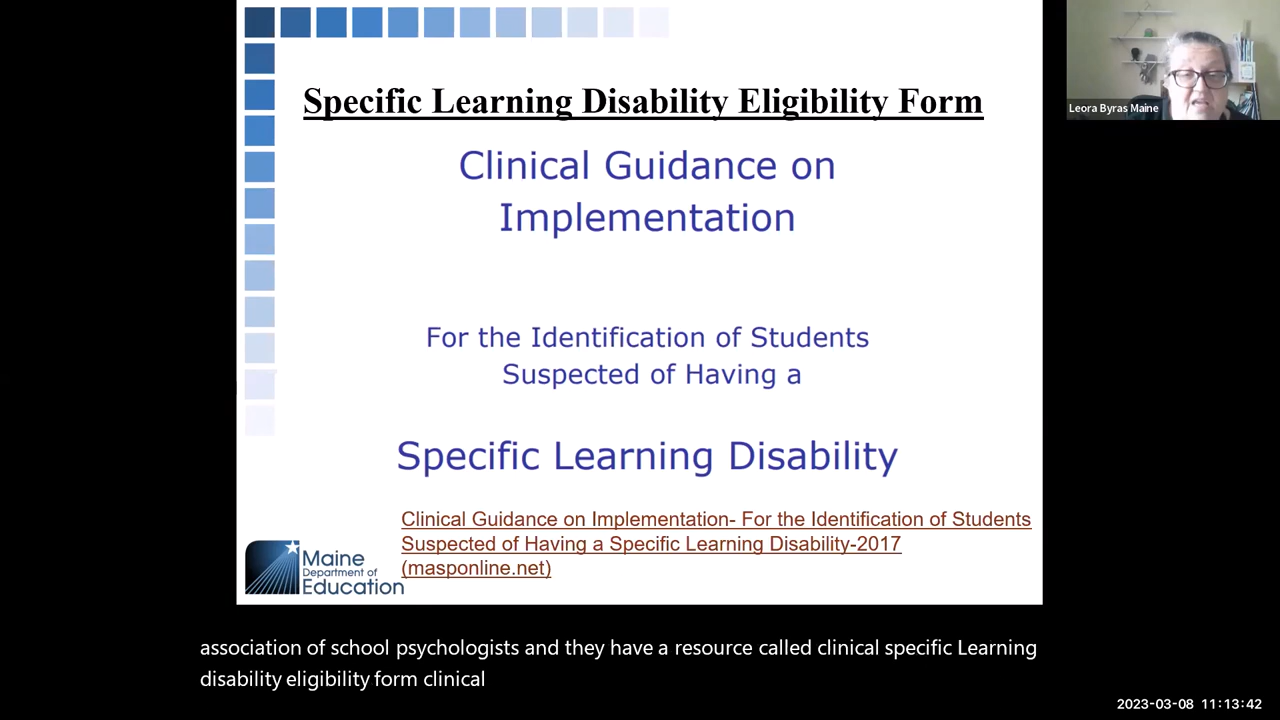 Specific Learning Disability Eligibility Form
Clinical Guidance on
Implementation
For the Identification of Students
Suspected of Having a
Specific Learning Disability
Clinical Guidance on Implementation- For the Identification of Students
Suspected of Having a Specific Learning Disability-2017
(masponline.net)
Maine
Department of
Education
Leora Byras Maine
association of school psychologists and they have a resource called clinical specific Learning
disability eligibility form clinical
2023-03-08 11:13:42